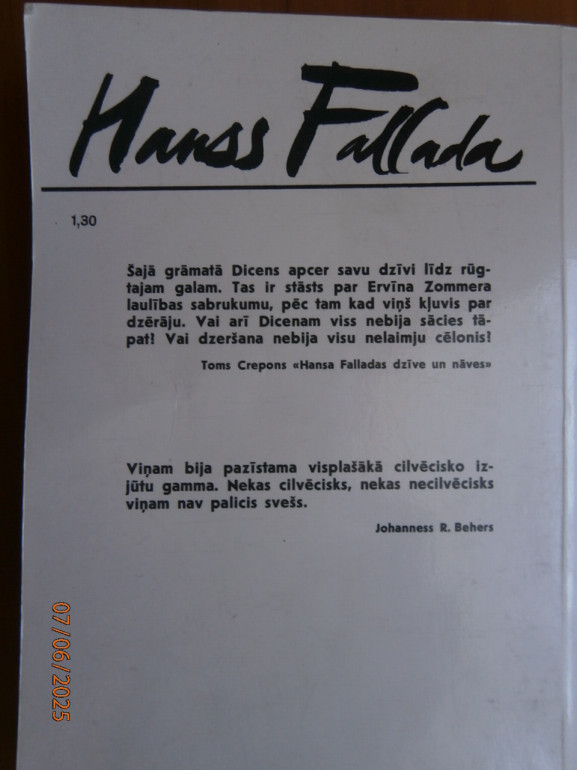 Hanss Fallada
1,30
Šajā grāmatā Dicens apcer savu dzīvi līdz rūg-
tajam galam. Tas ir stāsts par Ervīna Zommera
laulības sabrukumu, pēc tam kad viņš kļuvis par
dzērāju. Vai arī Dicenam viss nebija sācies tā-
pat! Vai dzeršana nebija visu nelaimju cēlonis!
Toms Crepons «Hansa Falladas dzīve un nāves»
Viņam bija pazīstama visplašākā cilvēcisko iz-
jūtu gamma. Nekas cilvēcisks, nekas necilvēcisks
viņam nav palicis svešs.
Johanness R. Behers
07/06/2025